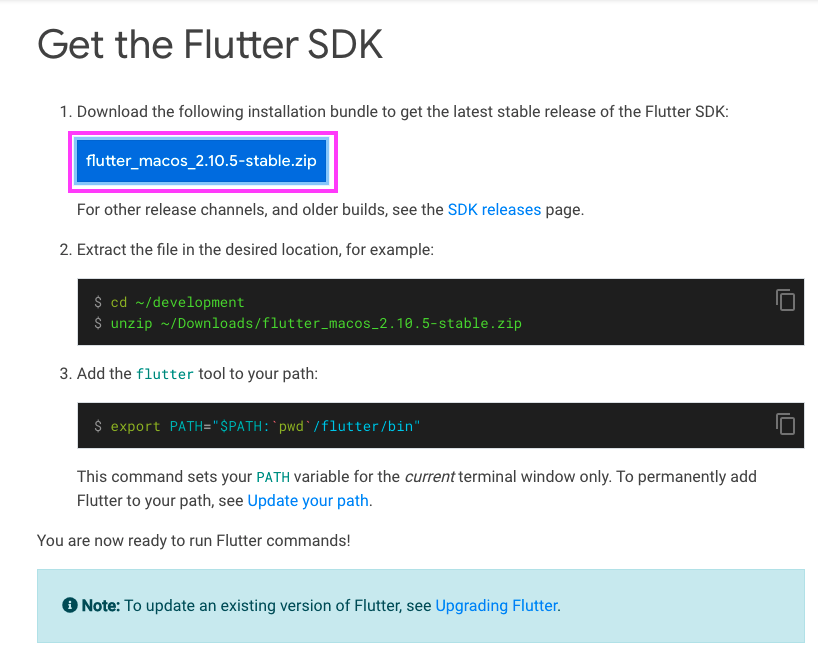 Get the Flutter SDK
1. Download the following installation bundle to get the latest stable release of the Flutter SDK:
flutter_macos_2.10.5-stable.zip
For other release channels, and older builds, see the SDK releases page.
2. Extract the file in the desired location, for example:
$ cd ~/development
$ unzip ~/Downloads/flutter_macos_2.10.5-stable.zip
3. Add the flutter tool to your path:
$ export PATH="$PATH:`pwd`/flutter/bin"
This command sets your PATH variable for the current terminal window only. To permanently add
Flutter to your path, see Update your path.
You are now ready to run Flutter commands!
Note: To update an existing version of Flutter, see Upgrading Flutter.